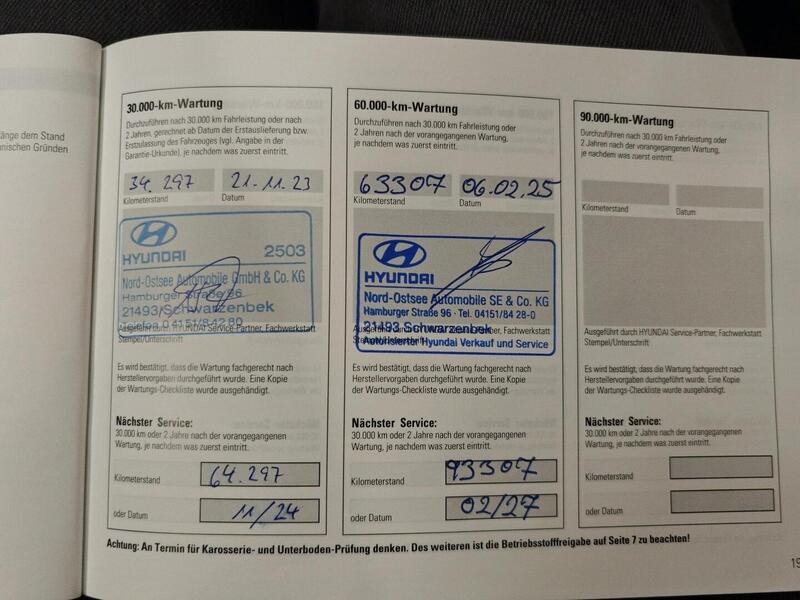 änge dem Stand
nischen Gründen
30.000-km-Wartung
Durchzuführen nach 30.000 km Fahrleistung oder nach
2 Jahren, gerechnet ab Datum der Erstauslieferung bzw.
Erstzulassung des Fahrzeuges (vgl. Angabe in der
Garantie-Urkunde), je nachdem was zuerst eintritt.
34.297 21.11.23
Kilometerstand Datum
HYUNDAI 2503
Nord-Ostsee Automobile GmbH & Co. KG
Hamburger Straße 96
21493 Schwarzenbek
Telefon 04151/84 280
Ausgeführt durch HYUNDAI Service-Partner, Fachwerkstatt
Stempel/Unterschrift
Es wird bestätigt, dass die Wartung fachgerecht nach
Herstellervorgaben durchgeführt wurde. Eine Kopie
der Wartungs-Checkliste wurde ausgehändigt.
Nächster Service:
30.000 km oder 2 Jahre nach der vorangegangenen
Wartung, je nachdem was zuerst eintritt.
Kilometerstand 64.297
oder Datum 11/24
60.000-km-Wartung
Durchzuführen nach 30.000 km Fahrleistung oder
2 Jahren nach der vorangegangenen Wartung,
je nachdem was zuerst eintritt.
63307 06.02.25
Kilometerstand Datum
HYUNDAI
Nord-Ostsee Automobile SE & Co. KG
Hamburger Straße 96 · Tel. 04151/84 28-0
21493 Schwarzenbek
Autorisierter Hyundai Verkauf und Service
Es wird bestätigt, dass die Wartung fachgerecht nach
Herstellervorgaben durchgeführt wurde. Eine Kopie
der Wartungs-Checkliste wurde ausgehändigt.
Nächster Service:
30.000 km oder 2 Jahre nach der vorangegangenen
Wartung, je nachdem was zuerst eintritt.
Kilometerstand 93307
oder Datum 02/27
90.000-km-Wartung
Durchzuführen nach 30.000 km Fahrleistung oder
2 Jahren nach der vorangegangenen Wartung,
je nachdem was zuerst eintritt.
Kilometerstand Datum
Ausgeführt durch HYUNDAI Service-Partner, Fachwerkstatt
Stempel/Unterschrift
Es wird bestätigt, dass die Wartung fachgerecht nach
Herstellervorgaben durchgeführt wurde. Eine Kopie
der Wartungs-Checkliste wurde ausgehändigt.
Nächster Service:
30.000 km oder 2 Jahre nach der vorangegangenen
Wartung, je nachdem was zuerst eintritt.
Kilometerstand
oder Datum
Achtung: An Termin für Karosserie- und Unterboden-Prüfung denken. Des weiteren ist die Betriebsstofffreigabe auf Seite 7 zu beachten!